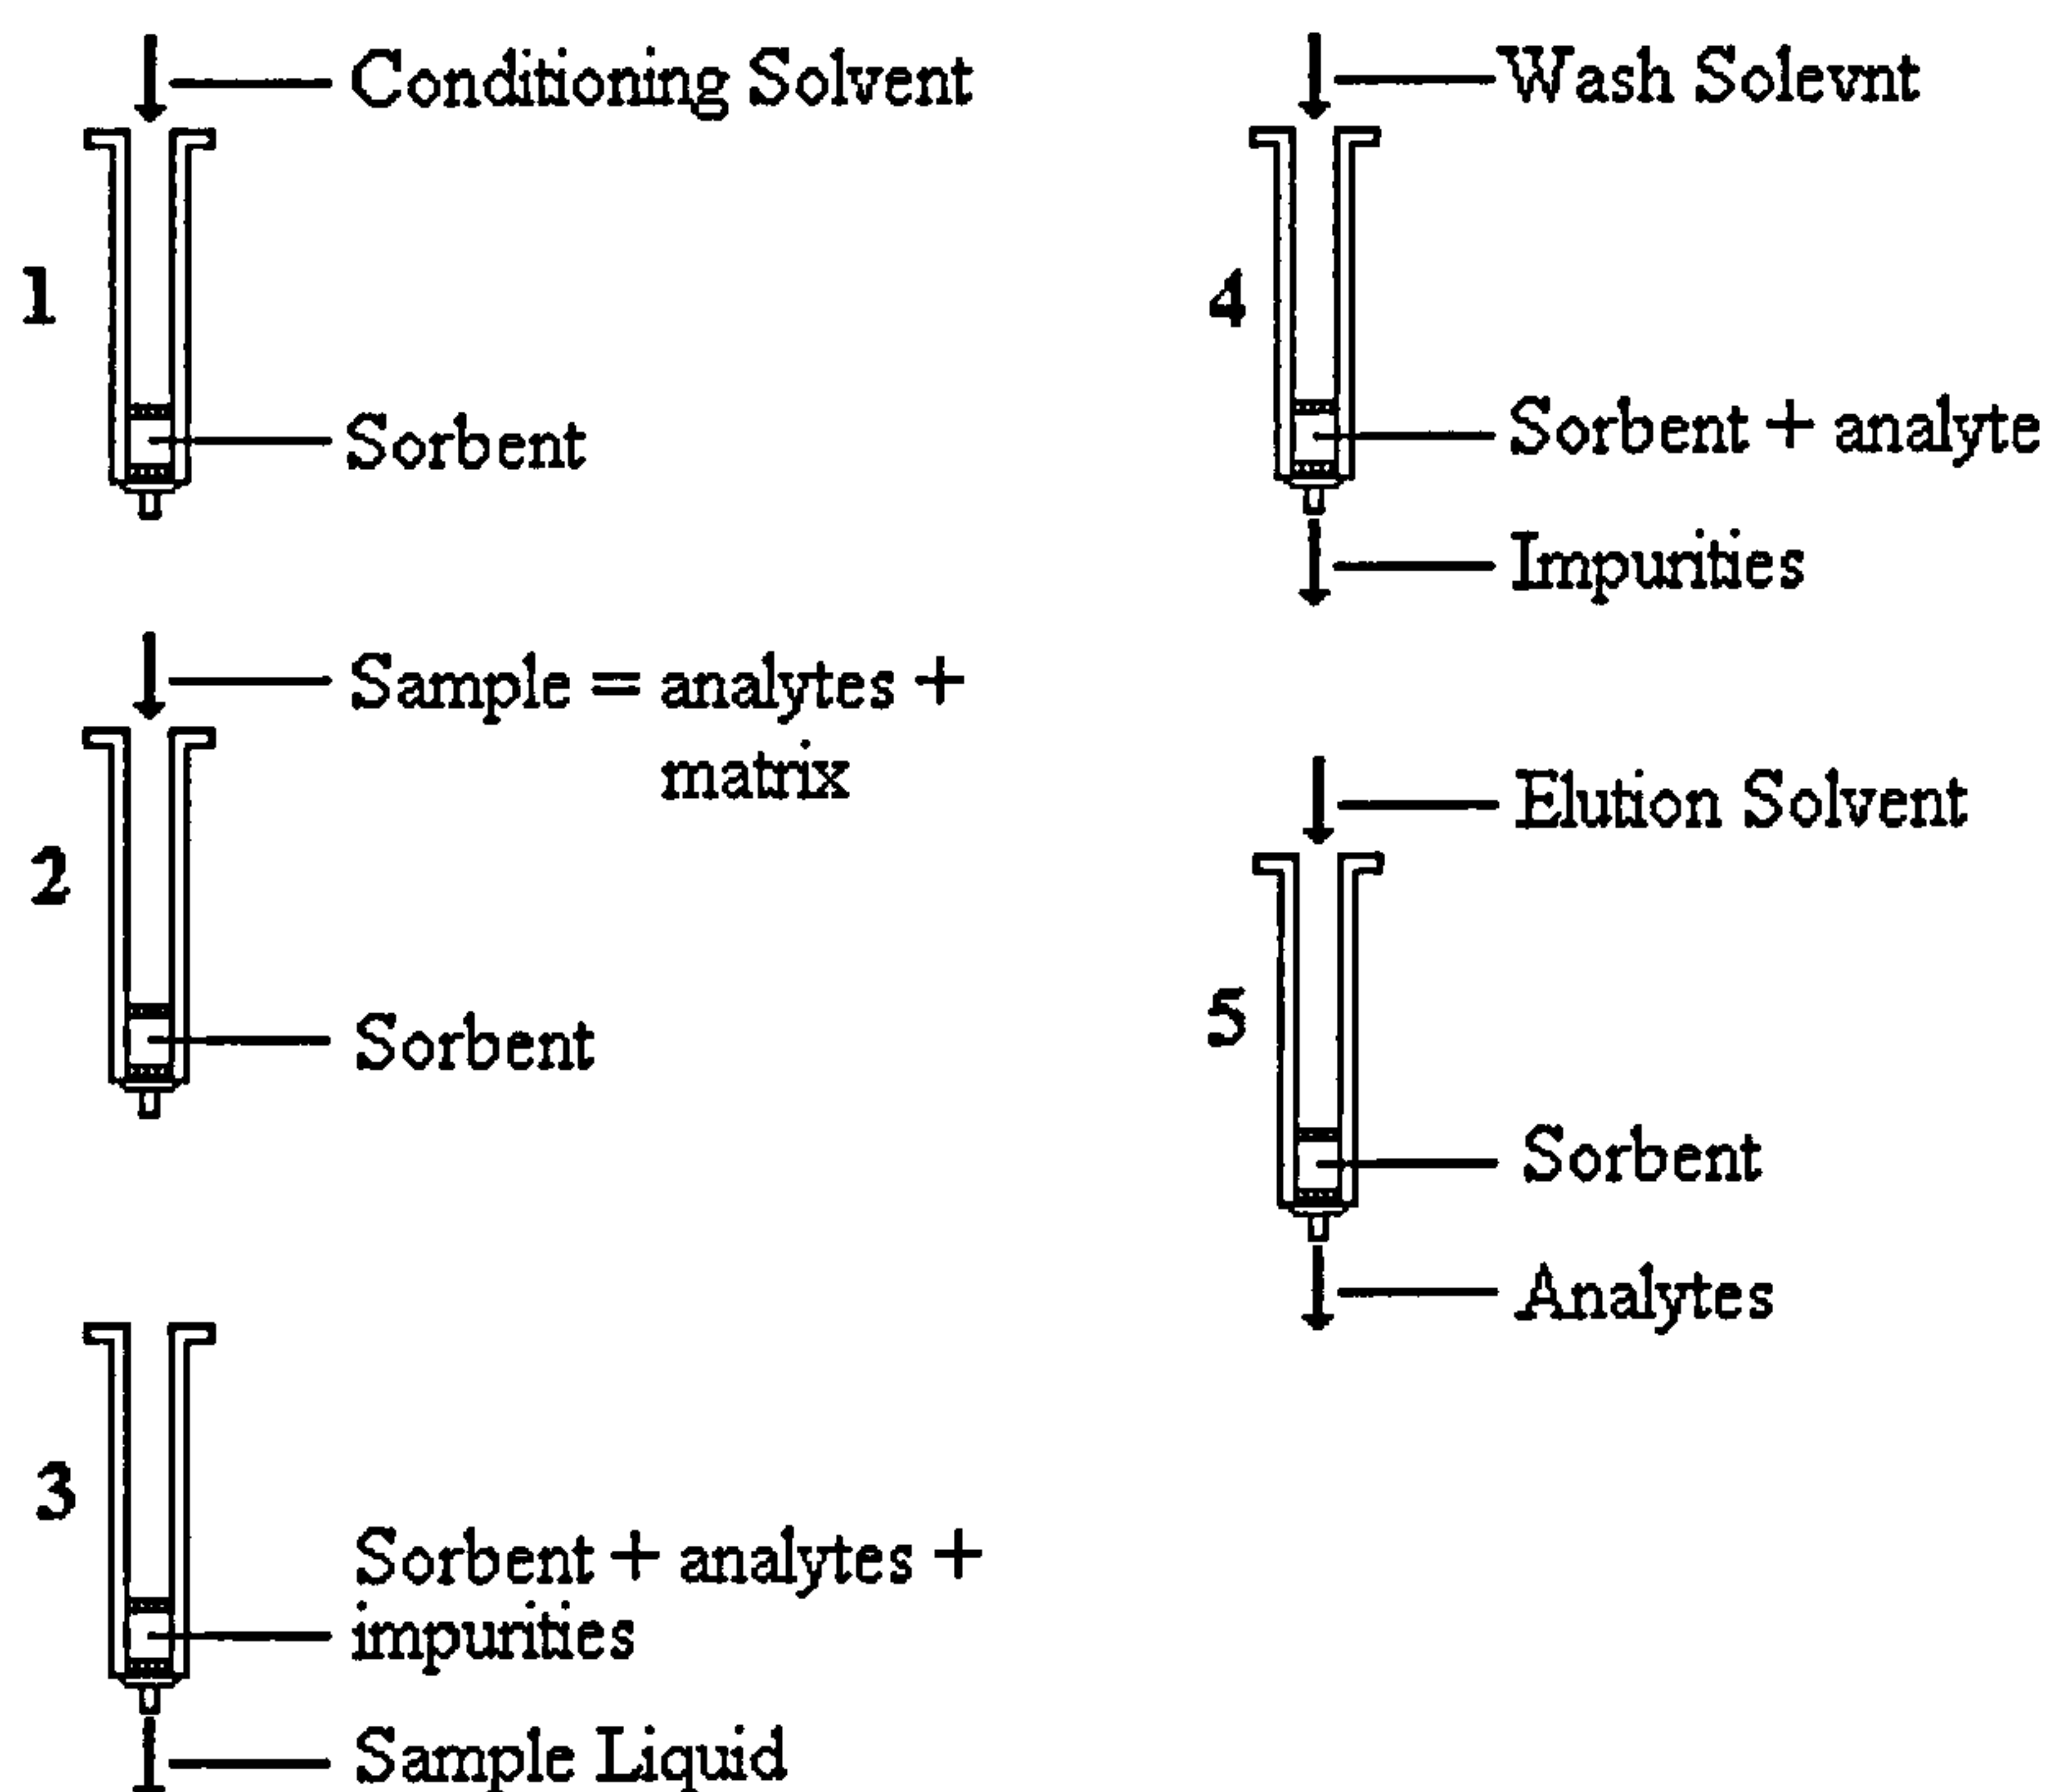 Conditioning Solvent
1
Sorbent
Sample = analytes +
matrix
2
Sorbent
3
Sorbent + analytes +
impurities
Sample Liquid
Wash Solevnt
4
Sorbent + analyte
Impurities
Elution Solvent
5
Sorbent
Analytes